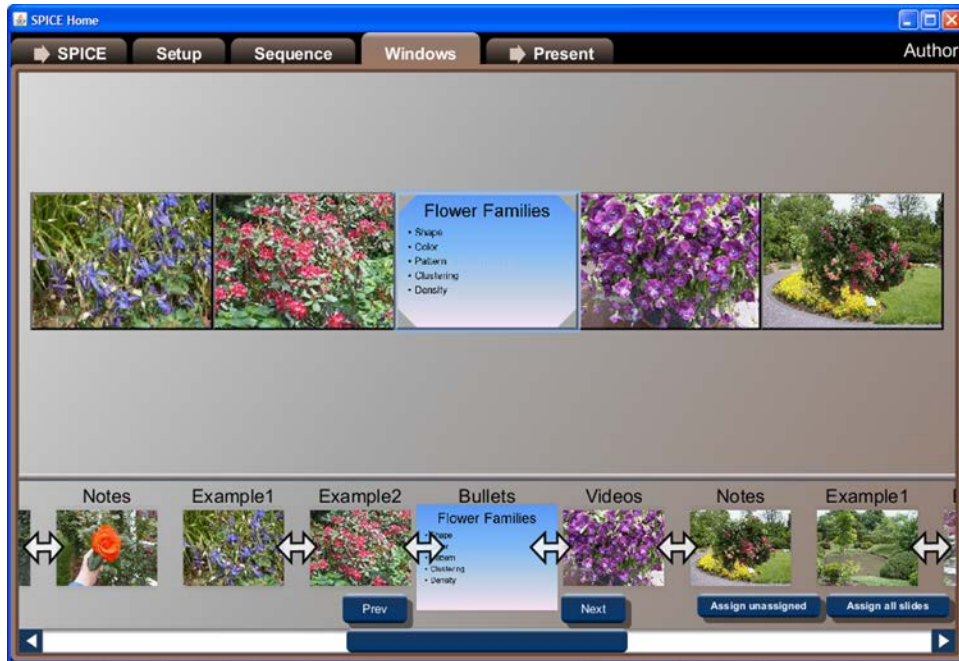 SPICE Home
SPICE Setup Sequence Windows Present Author
Flower Families
• Shape
• Color
• Pattern
• Clustering
• Density
Notes Example1 Example2 Bullets Videos Notes Example1
Flower Families
• Clustering
• Density
Prev Next Assign unassigned Assign all slides